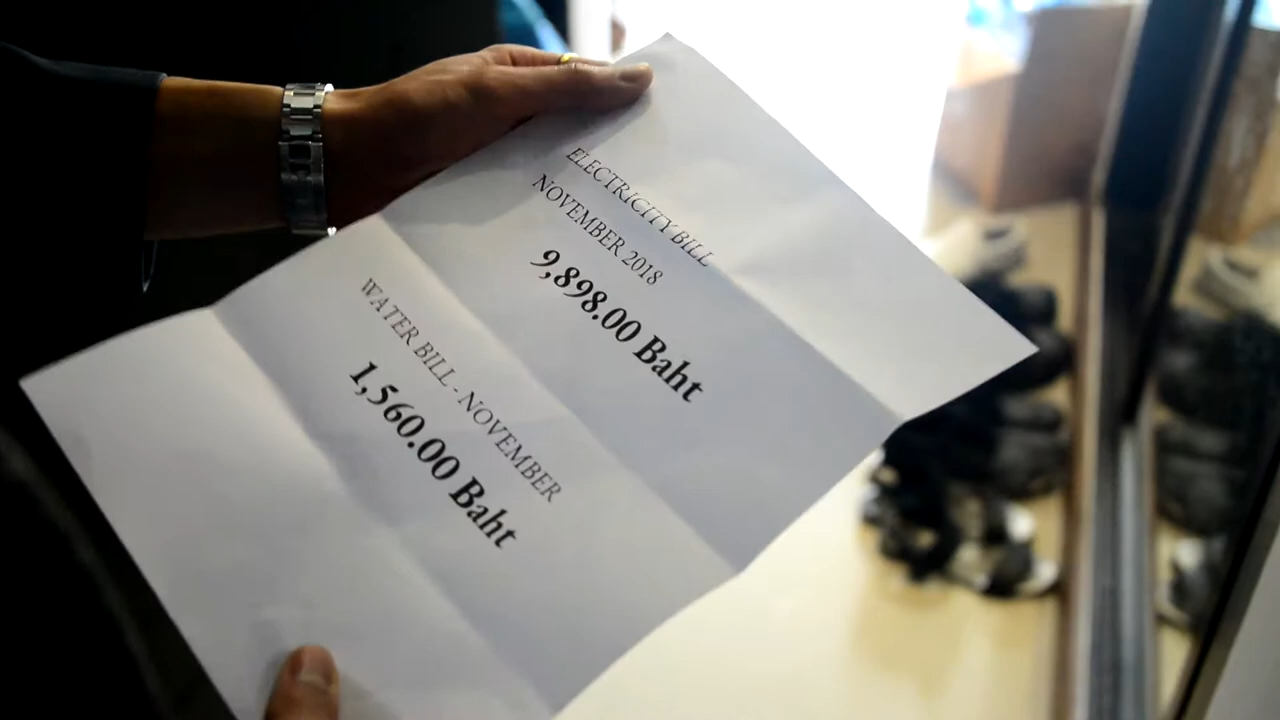 ELECTRICITY BILL
NOVEMBER 2018
9,898.00 Baht
WATER BILL - NOVEMBER
1,560.00 Baht